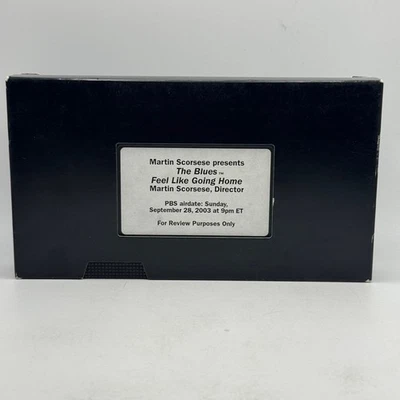 Martin Scorsese presents
The Blues™
Feel Like Going Home
Martin Scorsese, Director
PBS airdate: Sunday,
September 28, 2003 at 9pm ET
For Review Purposes Only